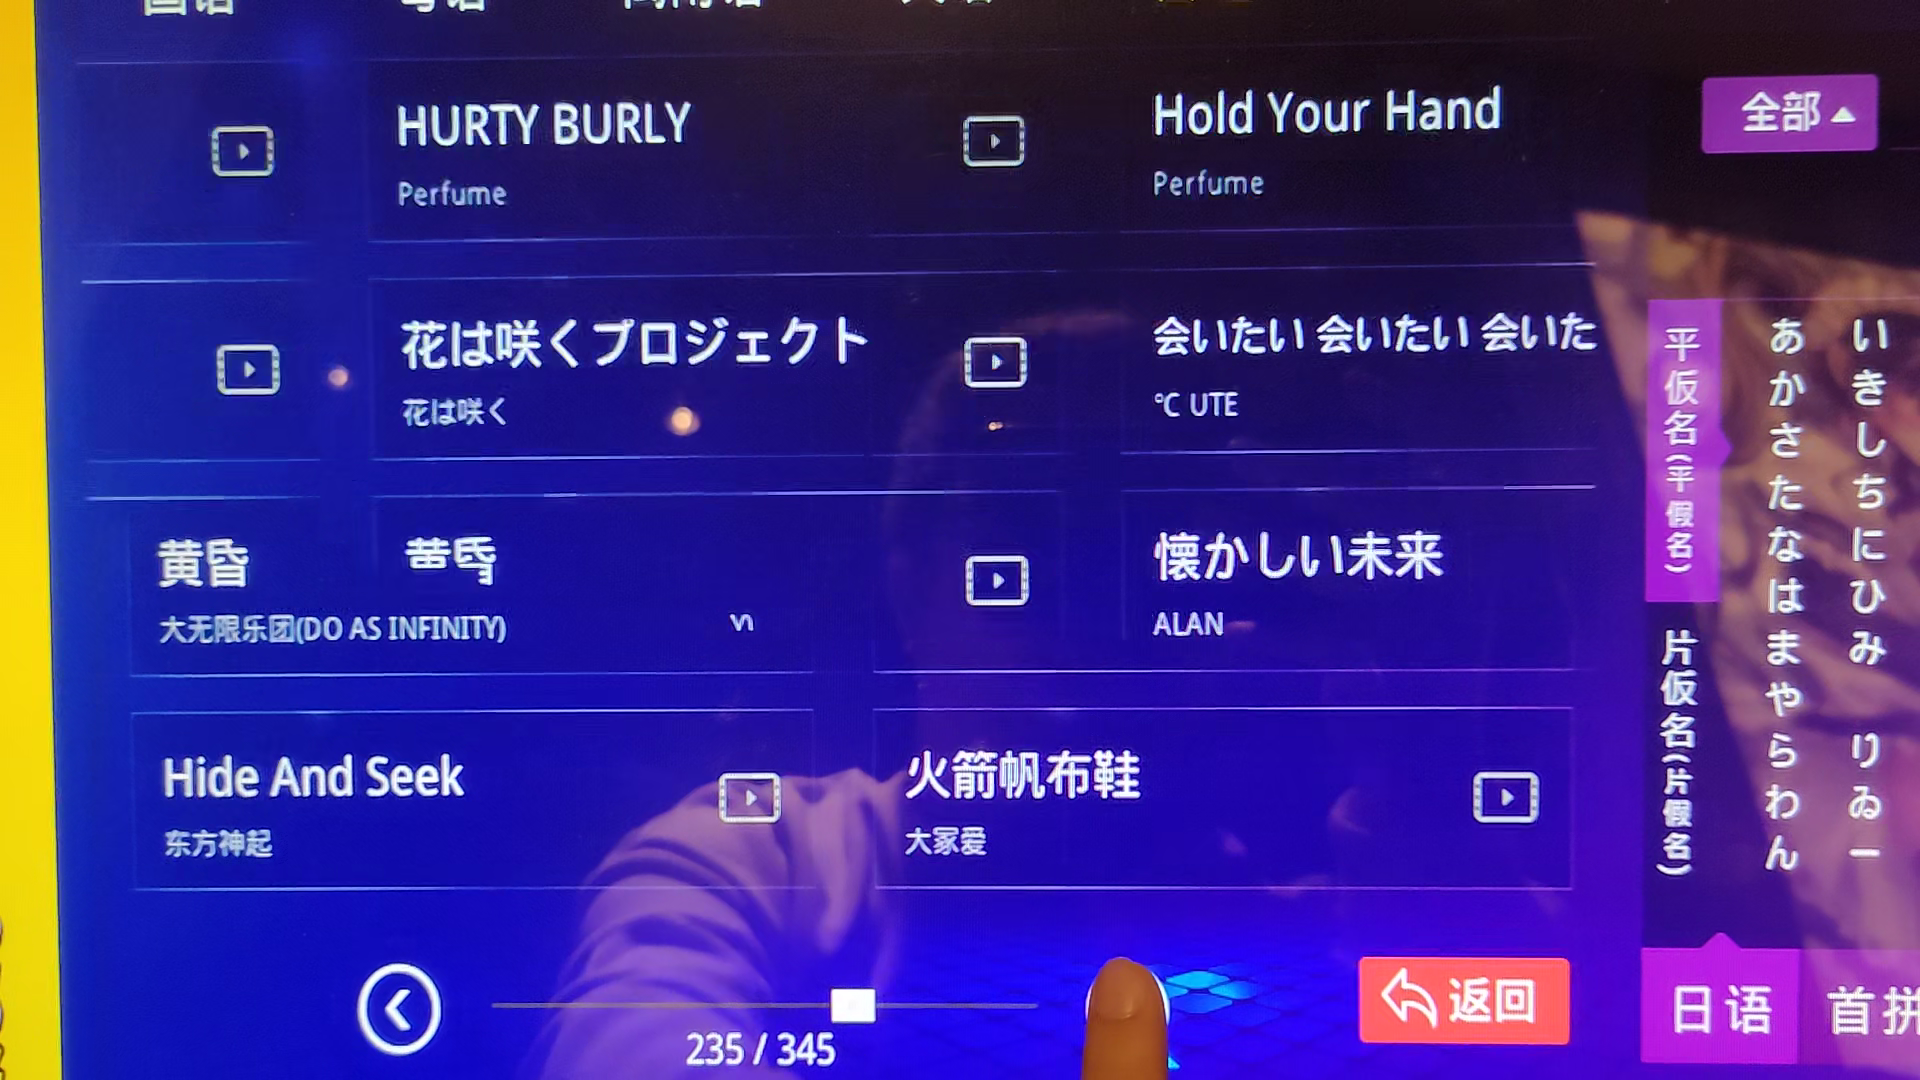 HURTY BURLY
Perfume
Hold Your Hand
Perfume
花は咲くプロジェクト
花は咲く
会いたい 会いたい 会いた
℃ UTE
黄昏
大无限乐团(DO AS INFINITY)
懐かしい未来
ALAN
Hide And Seek
东方神起
火箭帆布鞋
大冢爱
235 / 345
返回
全部
平仮名(平假名)
片仮名(片假名)
あかさたなはまやらわん
いきしちにひみ りゐー
日语
首拼